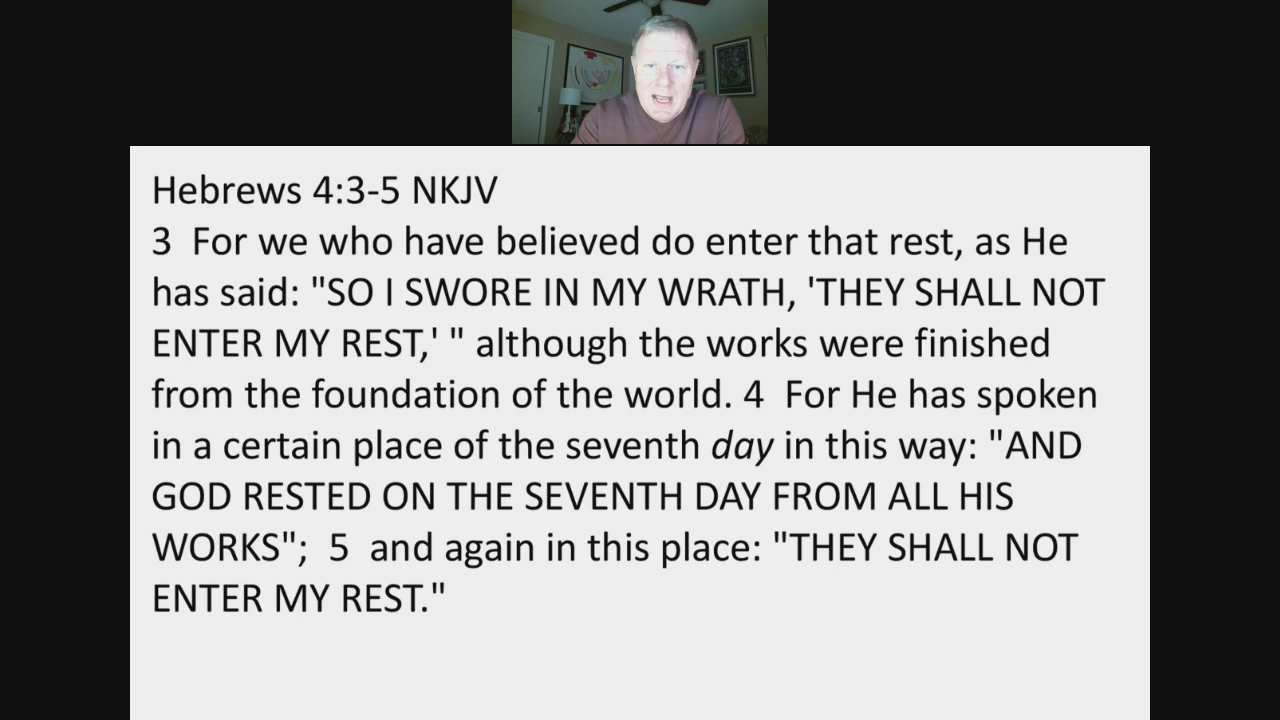 Hebrews 4:3-5 NKJV
3  For we who have believed do enter that rest, as He
has said: "SO I SWORE IN MY WRATH, 'THEY SHALL NOT
ENTER MY REST,' " although the works were finished
from the foundation of the world. 4  For He has spoken
in a certain place of the seventh day in this way: "AND
GOD RESTED ON THE SEVENTH DAY FROM ALL HIS
WORKS";  5  and again in this place: "THEY SHALL NOT
ENTER MY REST."